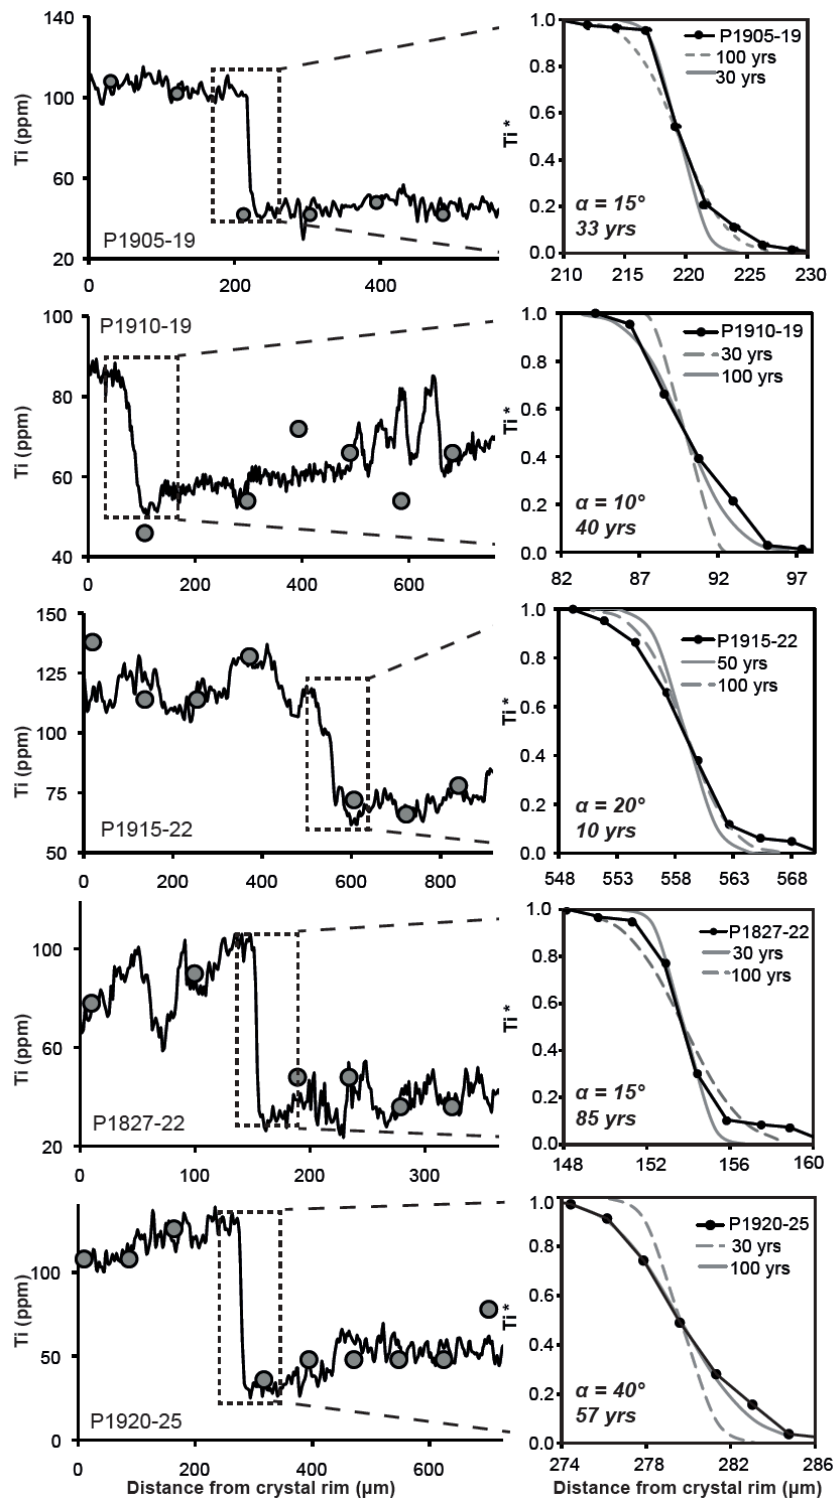 140
100
60
20
Ti (ppm)
P1905-19
0 200 400
1.0
0.8
0.6
0.4
0.2
0.0
Ti *
P1905-19
100 yrs
30 yrs
α = 15°
33 yrs
210 215 220 225 230
100
80
60
40
Ti (ppm)
P1910-19
0 200 400 600
1.0
0.8
0.6
0.4
0.2
0.0
Ti*
P1910-19
30 yrs
100 yrs
α = 10°
40 yrs
82 87 92 97
150
125
100
75
50
Ti (ppm)
P1915-22
0 200 400 600 800
1.0
0.8
0.6
0.4
0.2
0.0
Ti*
P1915-22
50 yrs
100 yrs
α = 20°
10 yrs
548 553 558 563 568
100
60
20
Ti (ppm)
P1827-22
0 100 200 300
1.0
0.8
0.6
0.4
0.2
0.0
Ti*
P1827-22
30 yrs
100 yrs
α = 15°
85 yrs
148 152 156 160
100
50
0
Ti (ppm)
P1920-25
0 200 400 600
Distance from crystal rim (µm)
1.0
0.8
0.6
0.4
0.2
0.0
Ti*
P1920-25
30 yrs
100 yrs
α = 40°
57 yrs
274 278 282 286
Distance from crystal rim (µm)